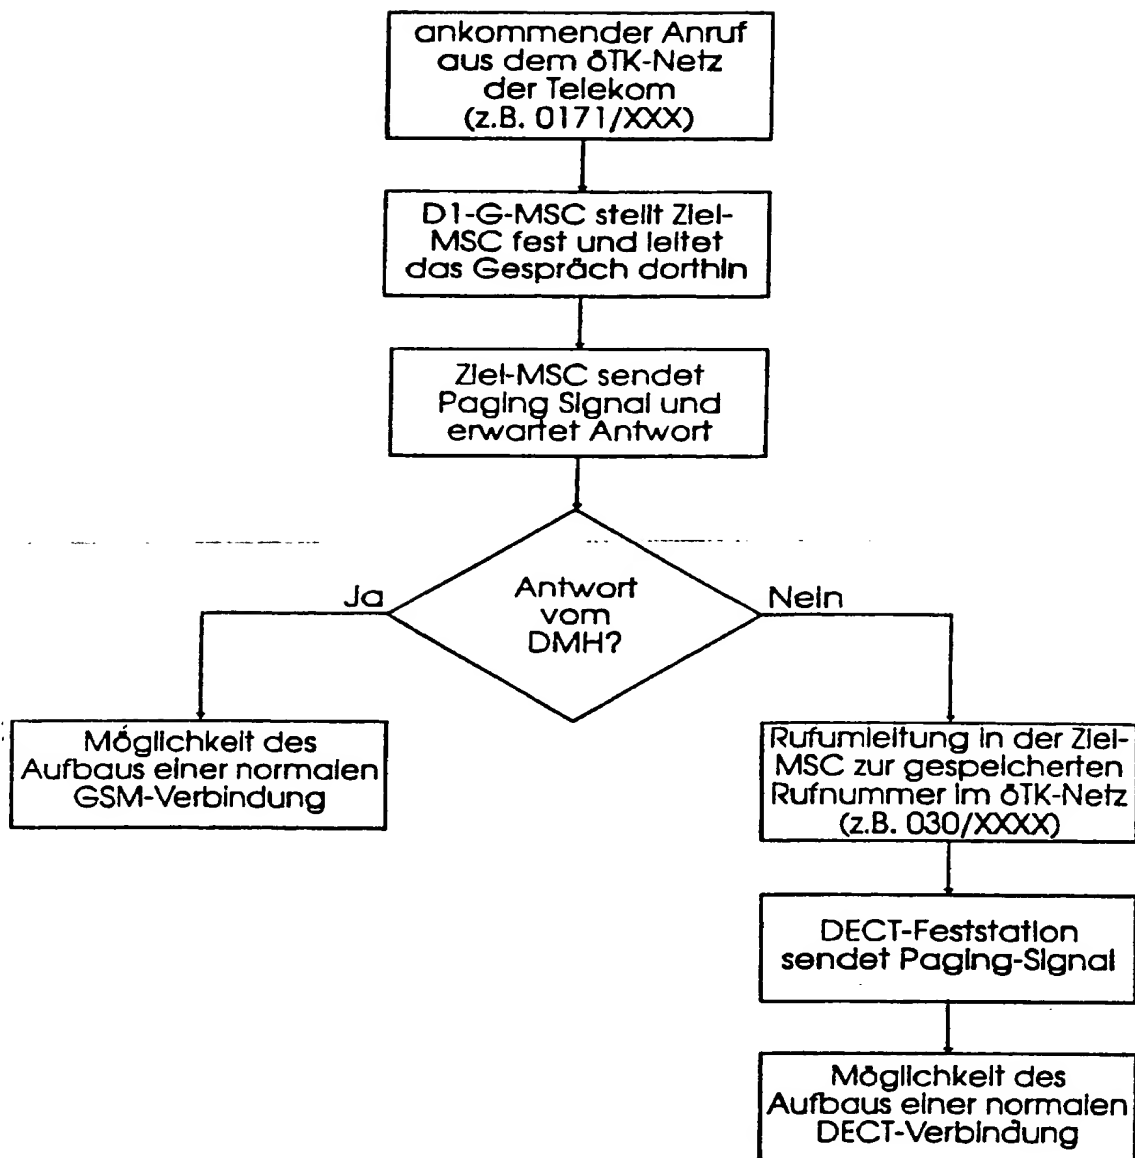 ankommender Anruf
aus dem öTK-Netz
der Telekom
(z.B. 0171/XXX)
D1-G-MSC stellt Ziel-
MSC fest und leitet
das Gespräch dorthin
Ziel-MSC sendet
Paging Signal und
erwartet Antwort
Antwort
vom
DMH?
Ja
Nein
Möglichkeit des
Aufbaus einer normalen
GSM-Verbindung
Rufumleitung in der Ziel-
MSC zur gespeicherten
Rufnummer im öTK-Netz
(z.B. 030/XXXX)
DECT-Feststation
sendet Paging-Signal
Möglichkeit des
Aufbaus einer normalen
DECT-Verbindung